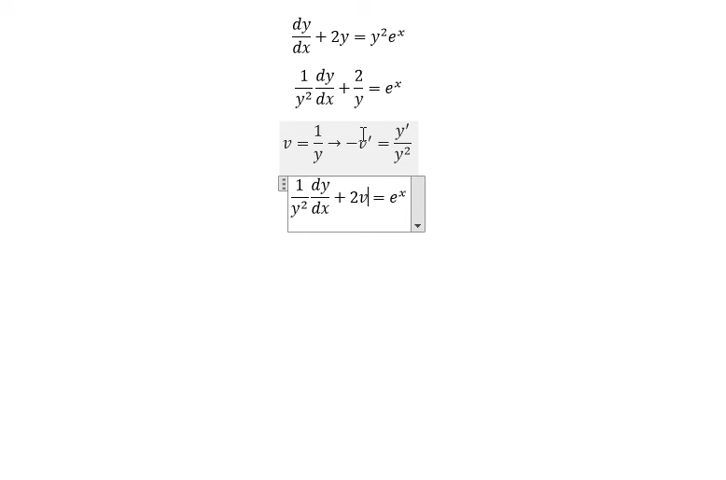 dy/dx + 2y = y²eˣ
1/y² dy/dx + 2/y = eˣ
v = 1/y → −v′ = y′/y²
1/y² dy/dx + 2v = eˣ